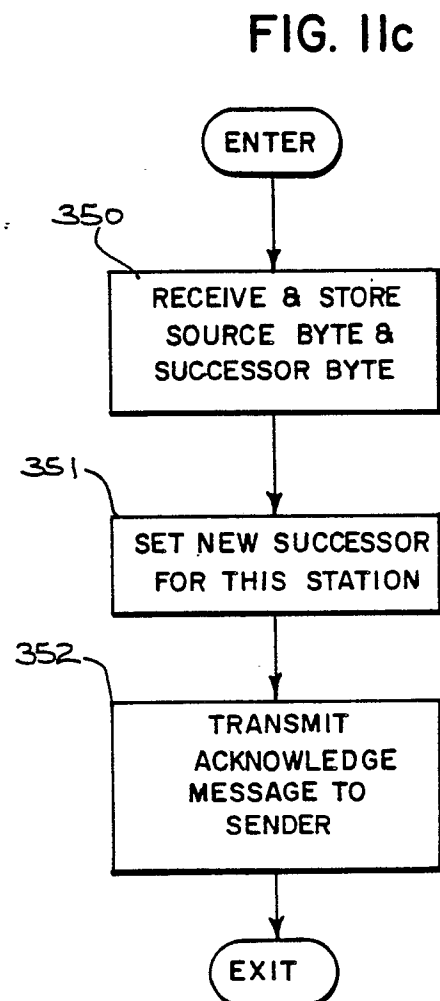 FIG. 11c
ENTER
350
RECEIVE & STORE
SOURCE BYTE &
SUCCESSOR BYTE
351
SET NEW SUCCESSOR
FOR THIS STATION
352
TRANSMIT
ACKNOWLEDGE
MESSAGE TO
SENDER
EXIT